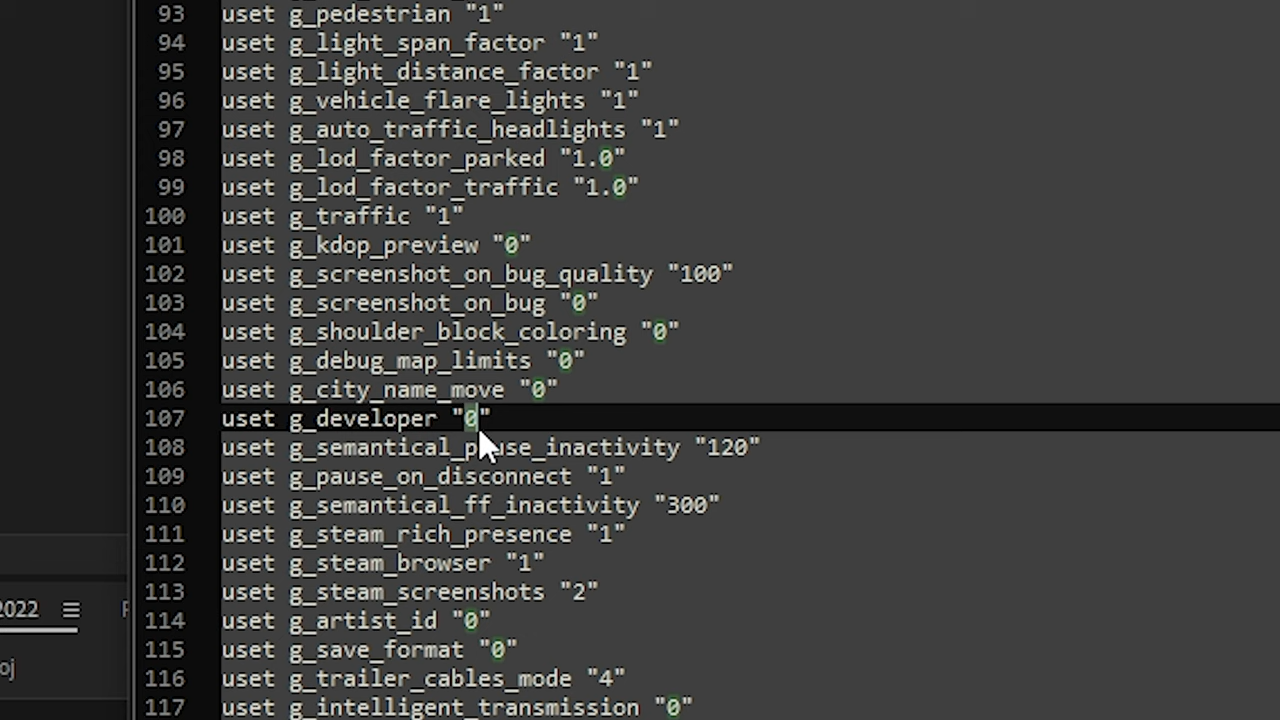 93 uset g_pedestrian "1"
94 uset g_light_span_factor "1"
95 uset g_light_distance_factor "1"
96 uset g_vehicle_flare_lights "1"
97 uset g_auto_traffic_headlights "1"
98 uset g_lod_factor_parked "1.0"
99 uset g_lod_factor_traffic "1.0"
100 uset g_traffic "1"
101 uset g_kdop_preview "0"
102 uset g_screenshot_on_bug_quality "100"
103 uset g_screenshot_on_bug "0"
104 uset g_shoulder_block_coloring "0"
105 uset g_debug_map_limits "0"
106 uset g_city_name_move "0"
107 uset g_developer "0"
108 uset g_semantical_pause_inactivity "120"
109 uset g_pause_on_disconnect "1"
110 uset g_semantical_ff_inactivity "300"
111 uset g_steam_rich_presence "1"
112 uset g_steam_browser "1"
113 uset g_steam_screenshots "2"
114 uset g_artist_id "0"
115 uset g_save_format "0"
116 uset g_trailer_cables_mode "4"
117 uset g_intelligent_transmission "0"
2022
oj